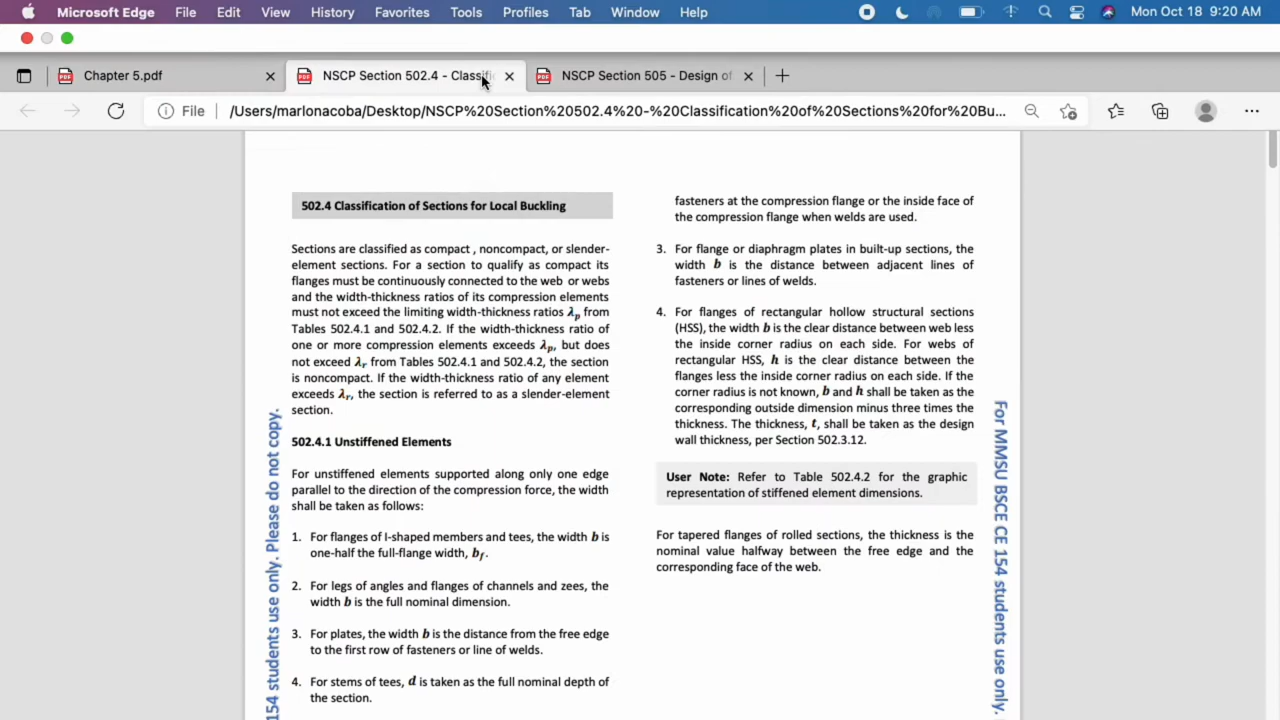 Microsoft Edge File Edit View History Favorites Tools Profiles Tab Window Help Mon Oct 18 9:20 AM
Chapter 5.pdf
NSCP Section 502.4 - Classifi
NSCP Section 505 - Design of
File | /Users/marlonacoba/Desktop/NSCP%20Section%20502.4%20-%20Classification%20of%20Sections%20for%20Bu...
502.4 Classification of Sections for Local Buckling
Sections are classified as compact , noncompact, or slender-
element sections. For a section to qualify as compact its
flanges must be continuously connected to the web or webs
and the width-thickness ratios of its compression elements
must not exceed the limiting width-thickness ratios λp from
Tables 502.4.1 and 502.4.2. If the width-thickness ratio of
one or more compression elements exceeds λp, but does
not exceed λr from Tables 502.4.1 and 502.4.2, the section
is noncompact. If the width-thickness ratio of any element
exceeds λr, the section is referred to as a slender-element
section.
502.4.1 Unstiffened Elements
For unstiffened elements supported along only one edge
parallel to the direction of the compression force, the width
shall be taken as follows:
1. For flanges of I-shaped members and tees, the width b is
one-half the full-flange width, bf.
2. For legs of angles and flanges of channels and zees, the
width b is the full nominal dimension.
3. For plates, the width b is the distance from the free edge
to the first row of fasteners or line of welds.
4. For stems of tees, d is taken as the full nominal depth of
the section.
fasteners at the compression flange or the inside face of
the compression flange when welds are used.
3. For flange or diaphragm plates in built-up sections, the
width b is the distance between adjacent lines of
fasteners or lines of welds.
4. For flanges of rectangular hollow structural sections
(HSS), the width b is the clear distance between web less
the inside corner radius on each side. For webs of
rectangular HSS, h is the clear distance between the
flanges less the inside corner radius on each side. If the
corner radius is not known, b and h shall be taken as the
corresponding outside dimension minus three times the
thickness. The thickness, t, shall be taken as the design
wall thickness, per Section 502.3.12.
User Note: Refer to Table 502.4.2 for the graphic
representation of stiffened element dimensions.
For tapered flanges of rolled sections, the thickness is the
nominal value halfway between the free edge and the
corresponding face of the web.
154 students use only. Please do not copy.
For MMSU BSCE CE 154 students use only.